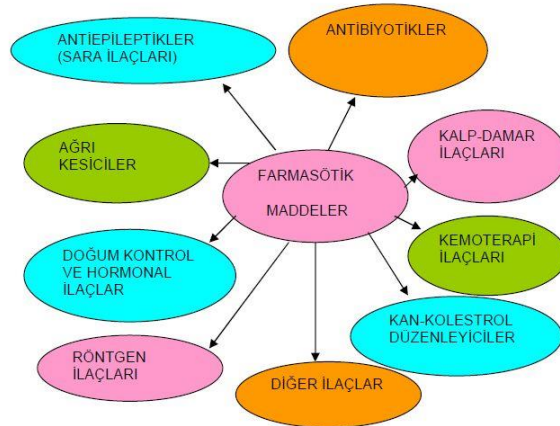 ANTİEPİLEPTİKLER
(SARA İLAÇLARI)
ANTİBİYOTİKLER
AĞRI
KESİCİLER
FARMASÖTİK
MADDELER
KALP-DAMAR
İLAÇLARI
DOĞUM KONTROL
VE HORMONAL
İLAÇLAR
KEMOTERAPİ
İLAÇLARI
KAN-KOLESTROL
DÜZENLEYİCİLER
RÖNTGEN
İLAÇLARI
DİĞER İLAÇLAR